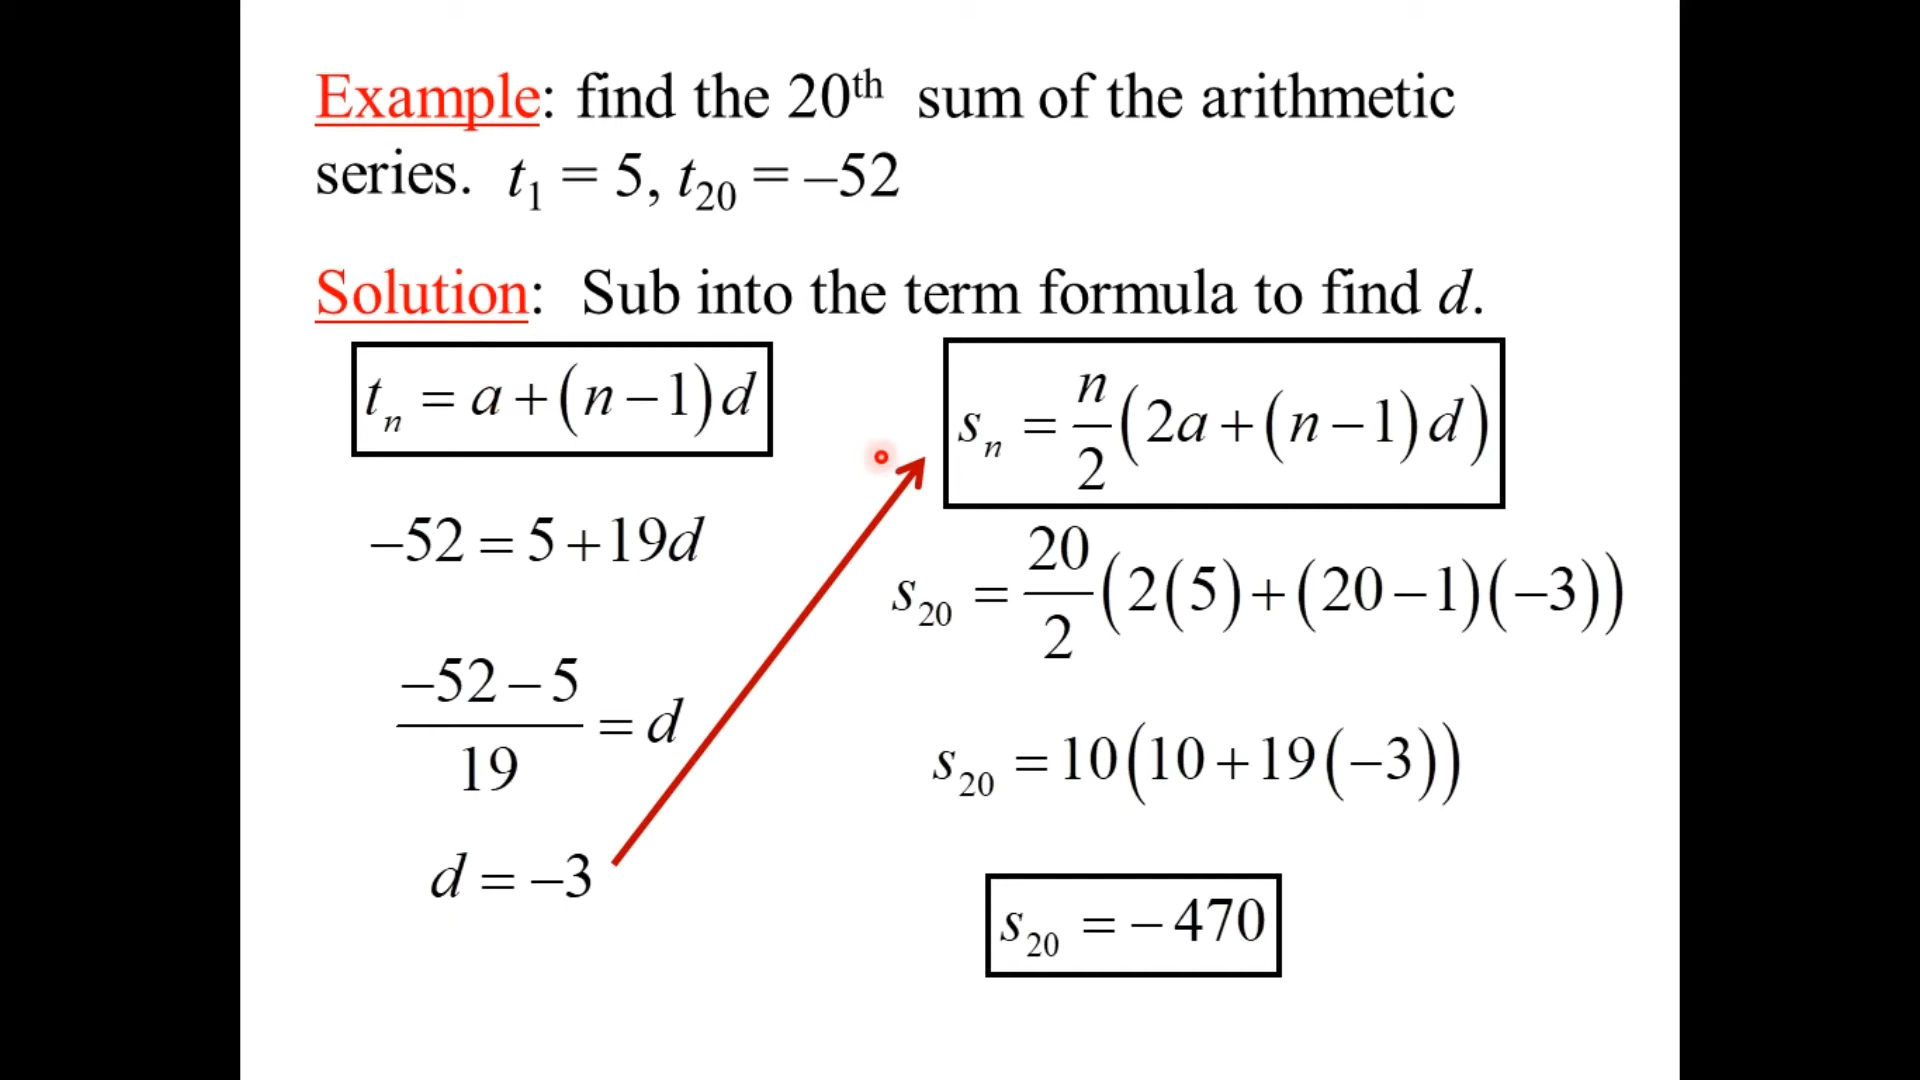 Example: find the 20th sum of the arithmetic
series. t1 = 5, t20 = –52
Solution: Sub into the term formula to find d.
tn = a + (n − 1)d
−52 = 5 + 19d
(−52 − 5)/19 = d
d = −3
sn = n/2 (2a + (n − 1)d)
s20 = 20/2 (2(5) + (20 − 1)(−3))
s20 = 10(10 + 19(−3))
s20 = − 470